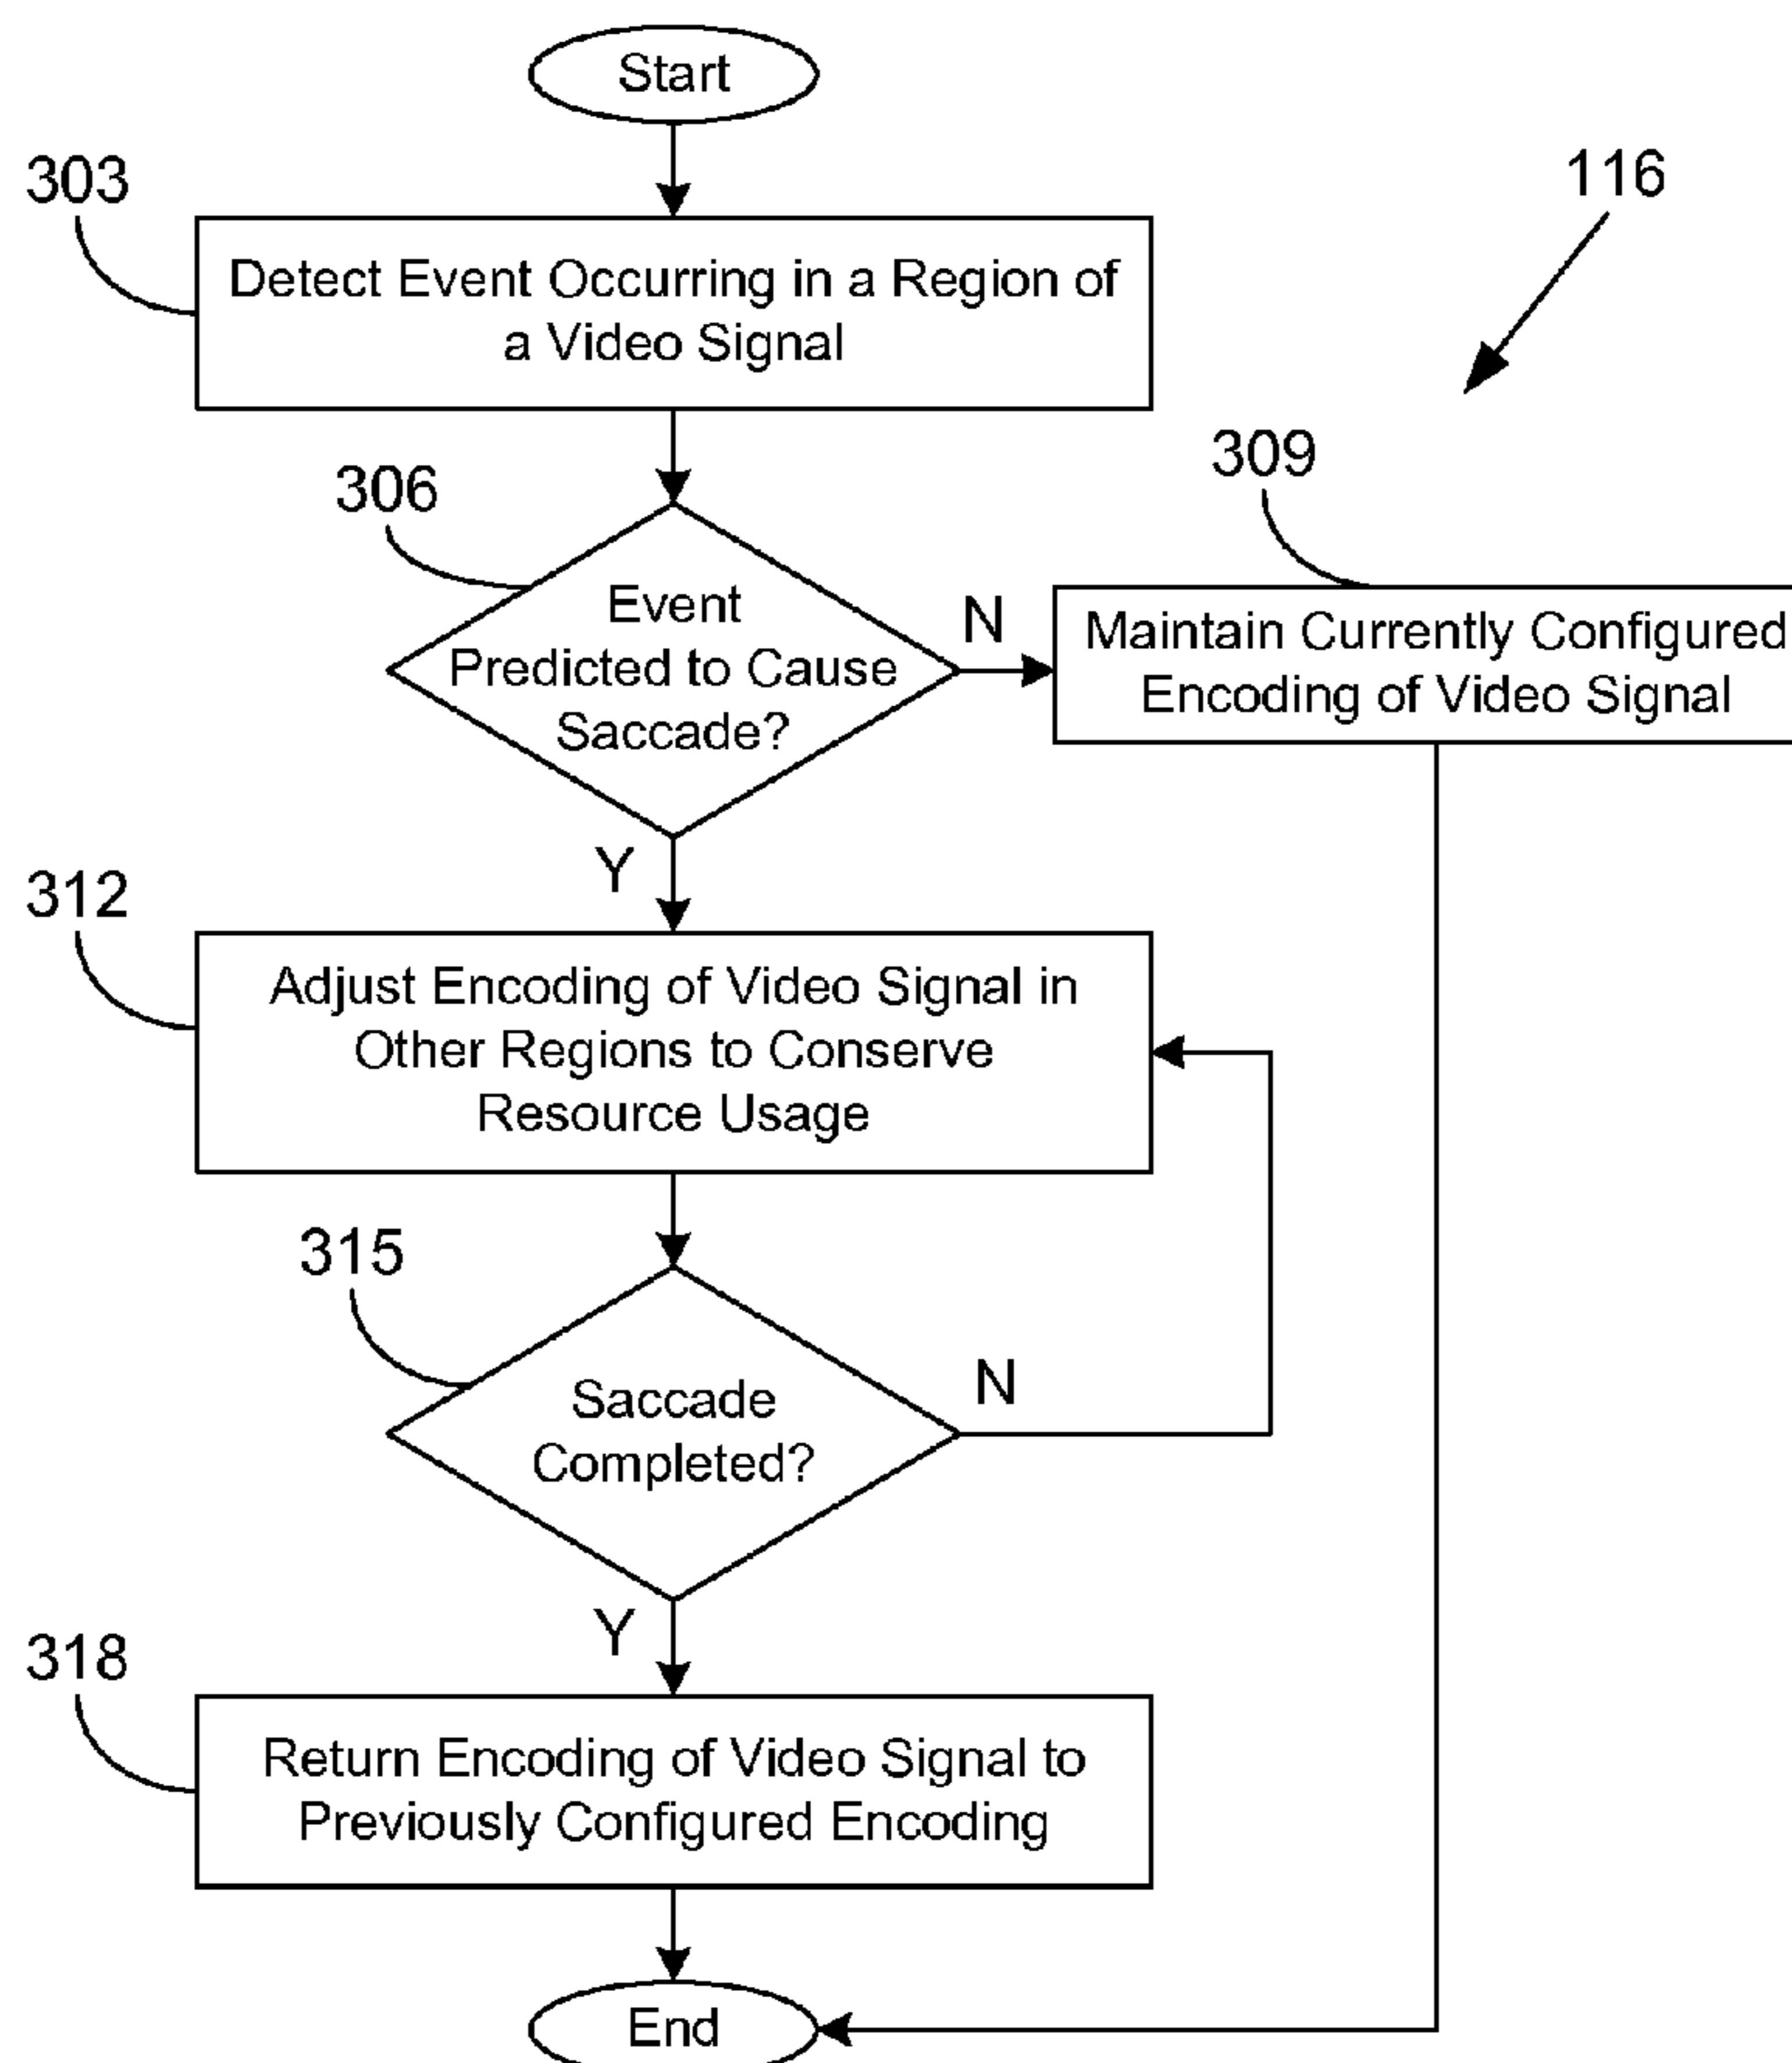 Start
303
116
Detect Event Occurring in a Region of
a Video Signal
306
309
Event
Predicted to Cause
Saccade?
N
Maintain Currently Configured
Encoding of Video Signal
Y
312
Adjust Encoding of Video Signal in
Other Regions to Conserve
Resource Usage
315
Saccade
Completed?
N
Y
318
Return Encoding of Video Signal to
Previously Configured Encoding
End